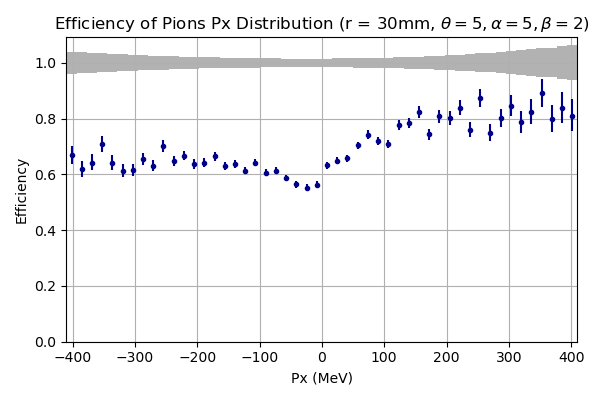 Efficiency of Pions Px Distribution (r = 30mm, θ = 5, α = 5, β = 2)
1.0
0.8
0.6
0.4
0.2
0.0
Efficiency
−400 −300 −200 −100 0 100 200 300 400
Px (MeV)